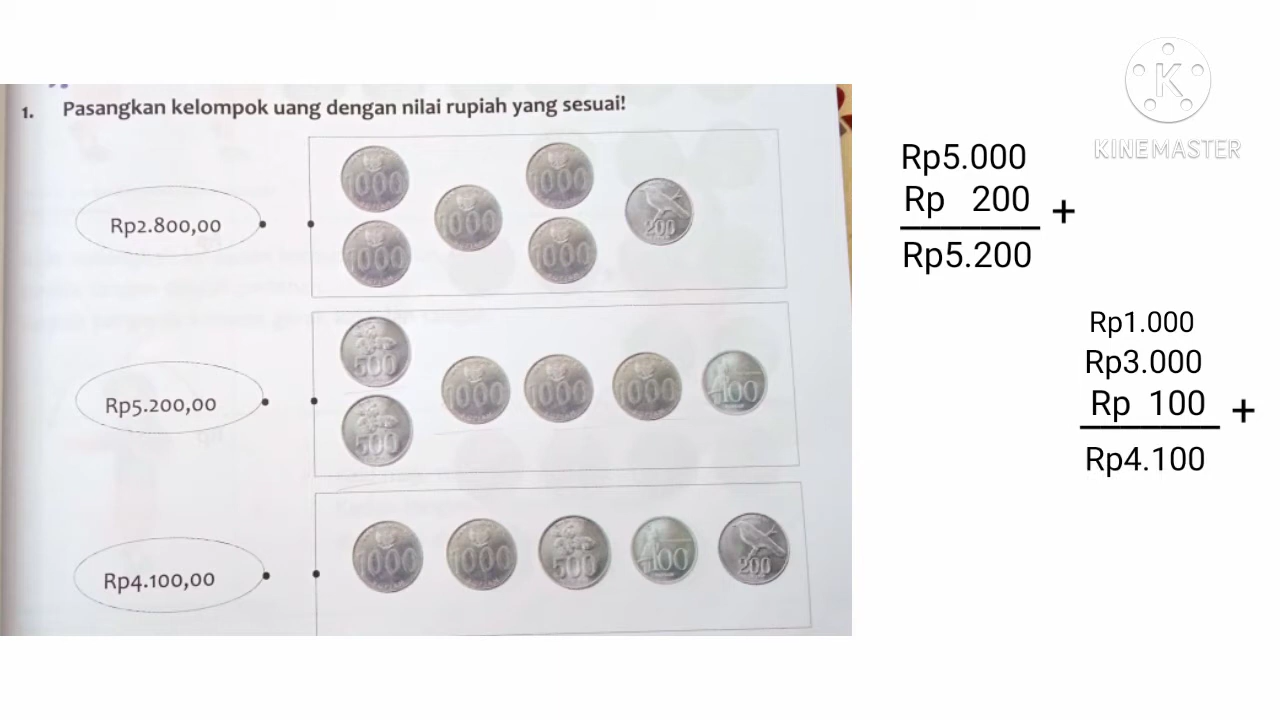 1. Pasangkan kelompok uang dengan nilai rupiah yang sesuai!
Rp2.800,00
1000
1000
1000
1000
1000
200
Rp5.200,00
500
500
1000
1000
1000
100
Rp4.100,00
1000
1000
500
100
200
K
KINEMASTER
Rp5.000
Rp 200 +
Rp5.200
Rp1.000
Rp3.000
Rp 100 +
Rp4.100